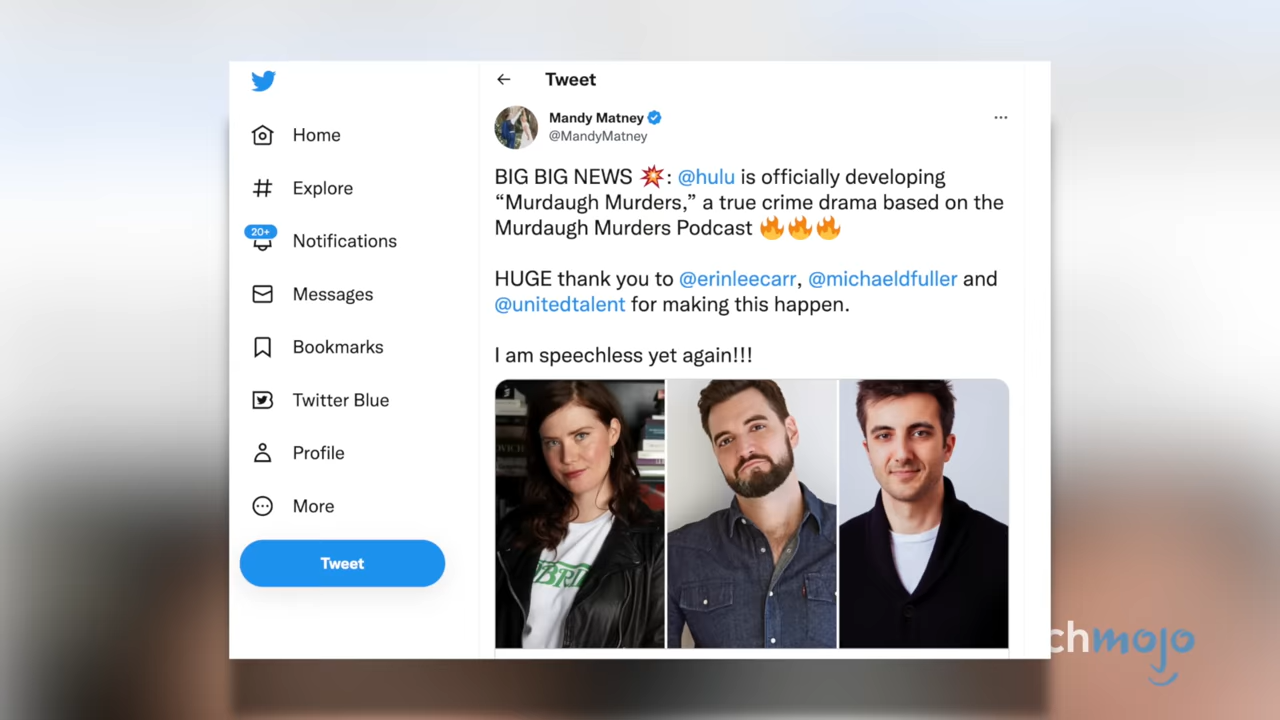 Tweet
Home
Explore
20+
Notifications
Messages
Bookmarks
Twitter Blue
Profile
More
Tweet
Mandy Matney
@MandyMatney
BIG BIG NEWS 💥: @hulu is officially developing
“Murdaugh Murders,” a true crime drama based on the
Murdaugh Murders Podcast 🔥🔥🔥
HUGE thank you to @erinleecarr, @michaeldfuller and
@unitedtalent for making this happen.
I am speechless yet again!!!
chmojo